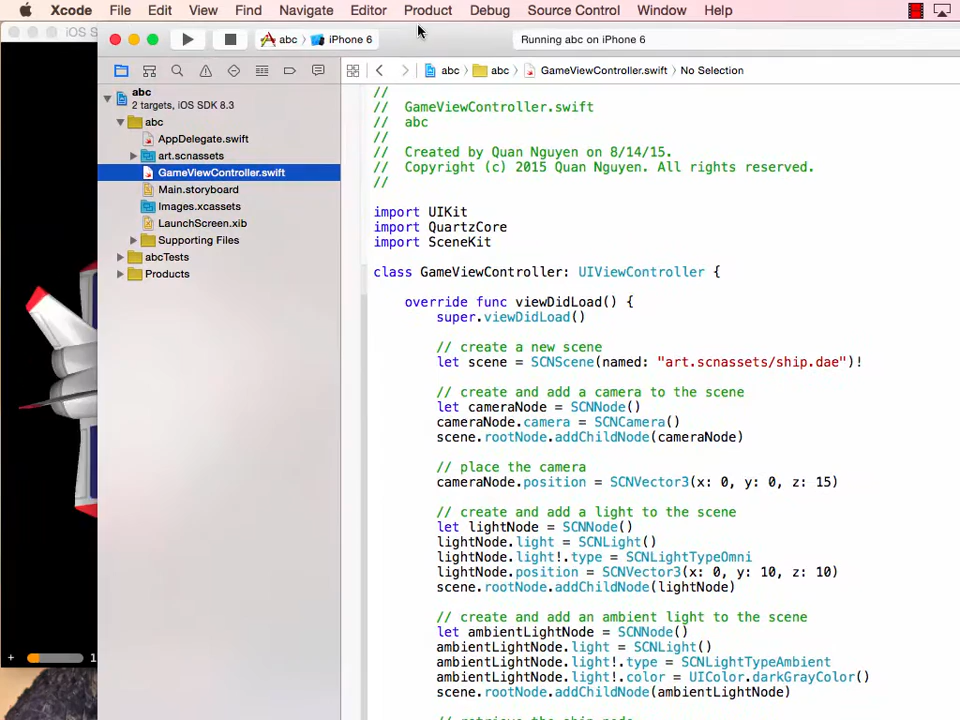 Xcode File Edit View Find Navigate Editor Product Debug Source Control Window Help
iOS S
abc iPhone 6 Running abc on iPhone 6
abc abc GameViewController.swift No Selection
abc
2 targets, iOS SDK 8.3
abc
AppDelegate.swift
art.scnassets
GameViewController.swift
Main.storyboard
Images.xcassets
LaunchScreen.xib
Supporting Files
abcTests
Products
//
// GameViewController.swift
// abc
//
// Created by Quan Nguyen on 8/14/15.
// Copyright (c) 2015 Quan Nguyen. All rights reserved.
//
import UIKit
import QuartzCore
import SceneKit
class GameViewController: UIViewController {
override func viewDidLoad() {
super.viewDidLoad()
// create a new scene
let scene = SCNScene(named: "art.scnassets/ship.dae")!
// create and add a camera to the scene
let cameraNode = SCNNode()
cameraNode.camera = SCNCamera()
scene.rootNode.addChildNode(cameraNode)
// place the camera
cameraNode.position = SCNVector3(x: 0, y: 0, z: 15)
// create and add a light to the scene
let lightNode = SCNNode()
lightNode.light = SCNLight()
lightNode.light!.type = SCNLightTypeOmni
lightNode.position = SCNVector3(x: 0, y: 10, z: 10)
scene.rootNode.addChildNode(lightNode)
// create and add an ambient light to the scene
let ambientLightNode = SCNNode()
ambientLightNode.light = SCNLight()
ambientLightNode.light!.type = SCNLightTypeAmbient
ambientLightNode.light!.color = UIColor.darkGrayColor()
scene.rootNode.addChildNode(ambientLightNode)
// retrieve the ship node
+ 1